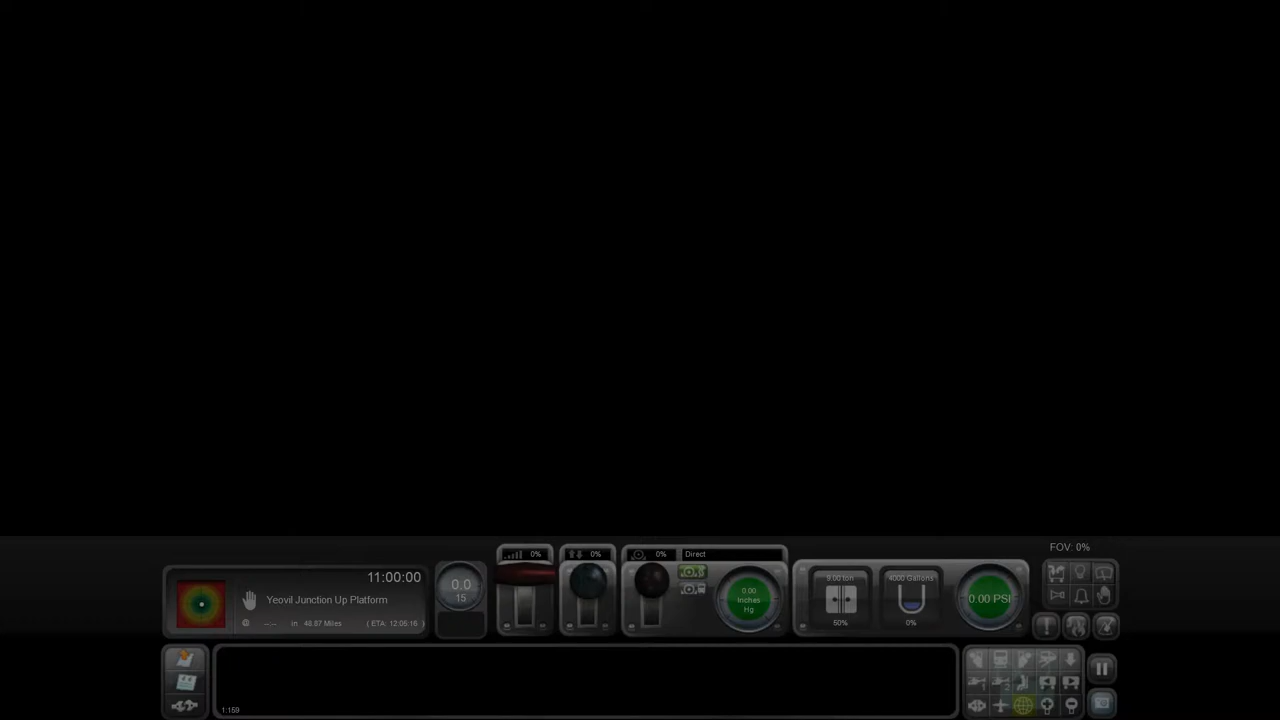 FOV: 0%
0%
0%
0%
Direct
11:00:00
Yeovil Junction Up Platform
--:-- in 48.87 Miles ( ETA: 12:05:16 )
0.0
15
0.00
Inches
Hg
9.00 ton
50%
4000 Gallons
0%
0.00 PSI
1
2
1:159